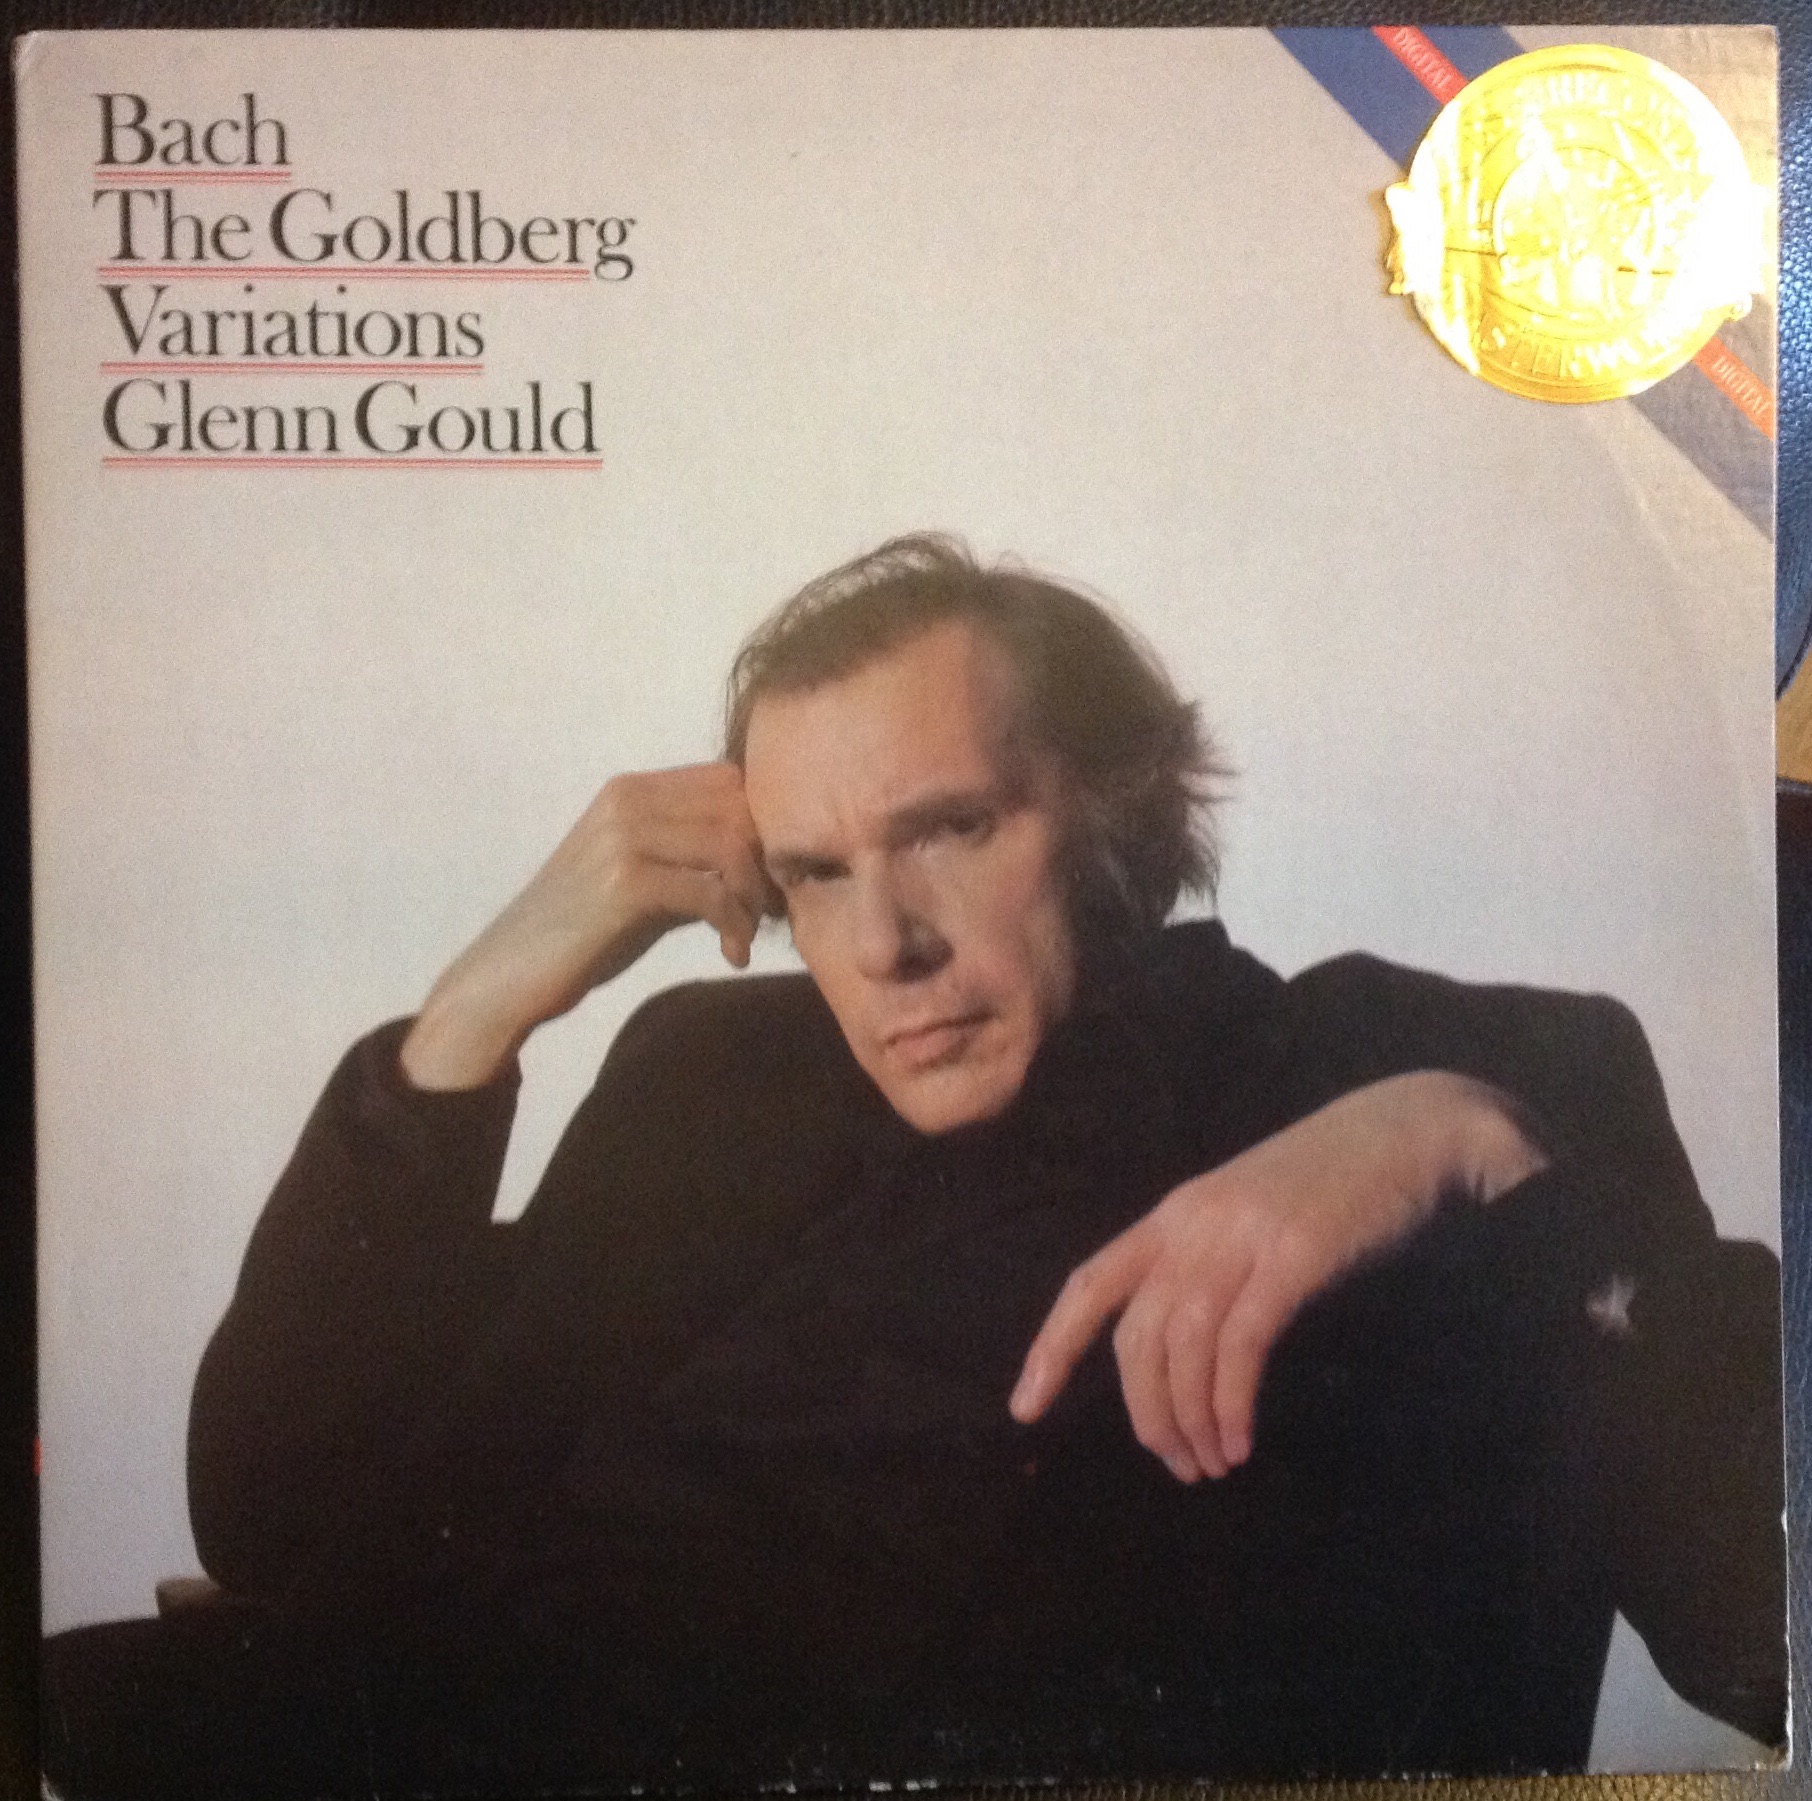 Bach
The Goldberg
Variations
Glenn Gould
DIGITAL
DIGITAL